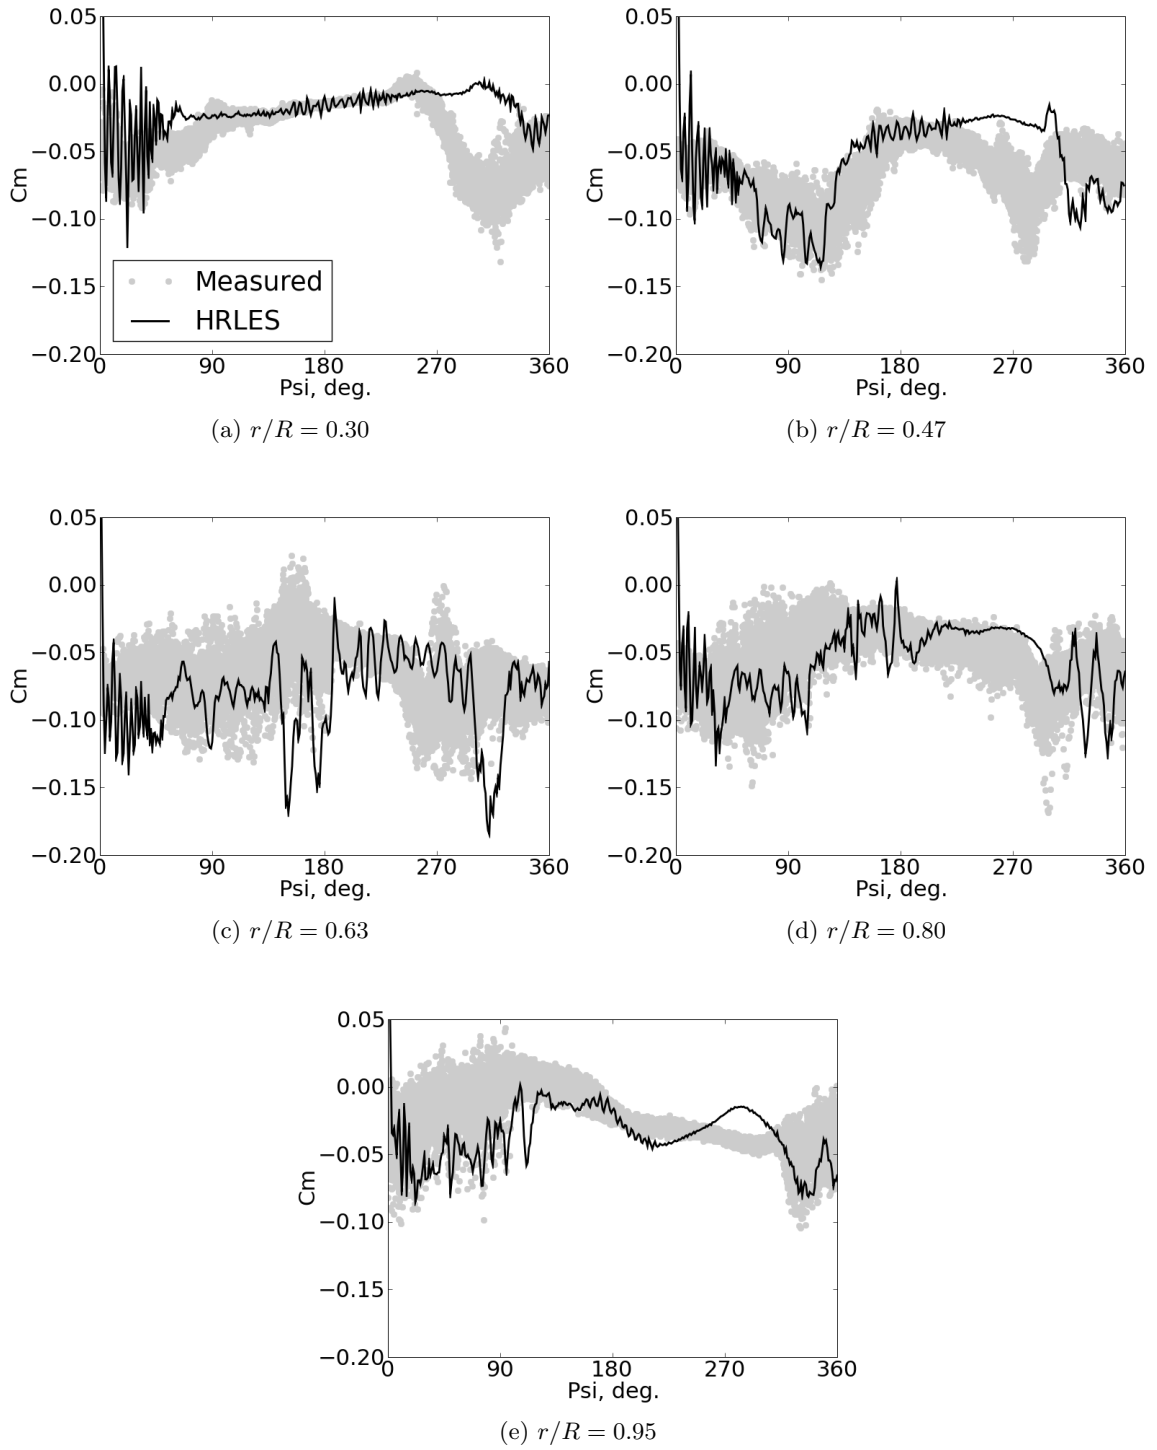 0.05
0.00
−0.05
−0.10
−0.15
−0.20
Cm
Measured
HRLES
0 90 180 270 360
Psi, deg.
(a) r/R = 0.30
0.05
0.00
−0.05
−0.10
−0.15
−0.20
Cm
0 90 180 270 360
Psi, deg.
(b) r/R = 0.47
0.05
0.00
−0.05
−0.10
−0.15
−0.20
Cm
0 90 180 270 360
Psi, deg.
(c) r/R = 0.63
0.05
0.00
−0.05
−0.10
−0.15
−0.20
Cm
0 90 180 270 360
Psi, deg.
(d) r/R = 0.80
0.05
0.00
−0.05
−0.10
−0.15
−0.20
Cm
0 90 180 270 360
Psi, deg.
(e) r/R = 0.95